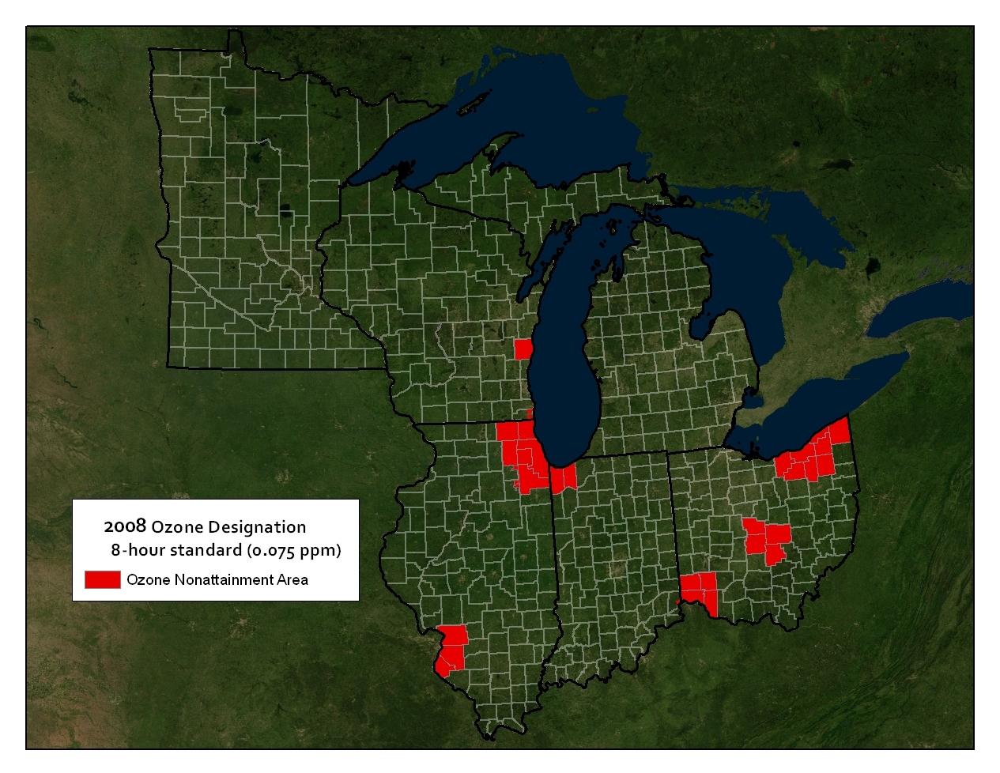 2008 Ozone Designation
8-hour standard (0.075 ppm)
Ozone Nonattainment Area